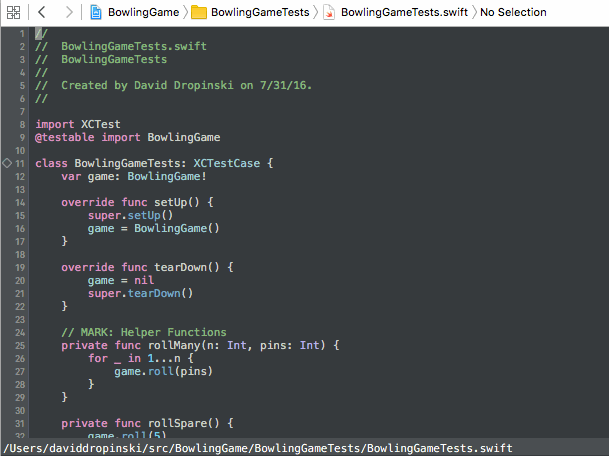 BowlingGame BowlingGameTests BowlingGameTests.swift No Selection
1 //
2 //  BowlingGameTests.swift
3 //  BowlingGameTests
4 //
5 //  Created by David Dropinski on 7/31/16.
6 //
7
8 import XCTest
9 @testable import BowlingGame
10
11 class BowlingGameTests: XCTestCase {
12     var game: BowlingGame!
13
14     override func setUp() {
15         super.setUp()
16         game = BowlingGame()
17     }
18
19     override func tearDown() {
20         game = nil
21         super.tearDown()
22     }
23
24     // MARK: Helper Functions
25     private func rollMany(n: Int, pins: Int) {
26         for _ in 1...n {
27             game.roll(pins)
28         }
29     }
30
31     private func rollSpare() {
32         game.roll(5)
/Users/daviddropinski/src/BowlingGame/BowlingGameTests/BowlingGameTests.swift